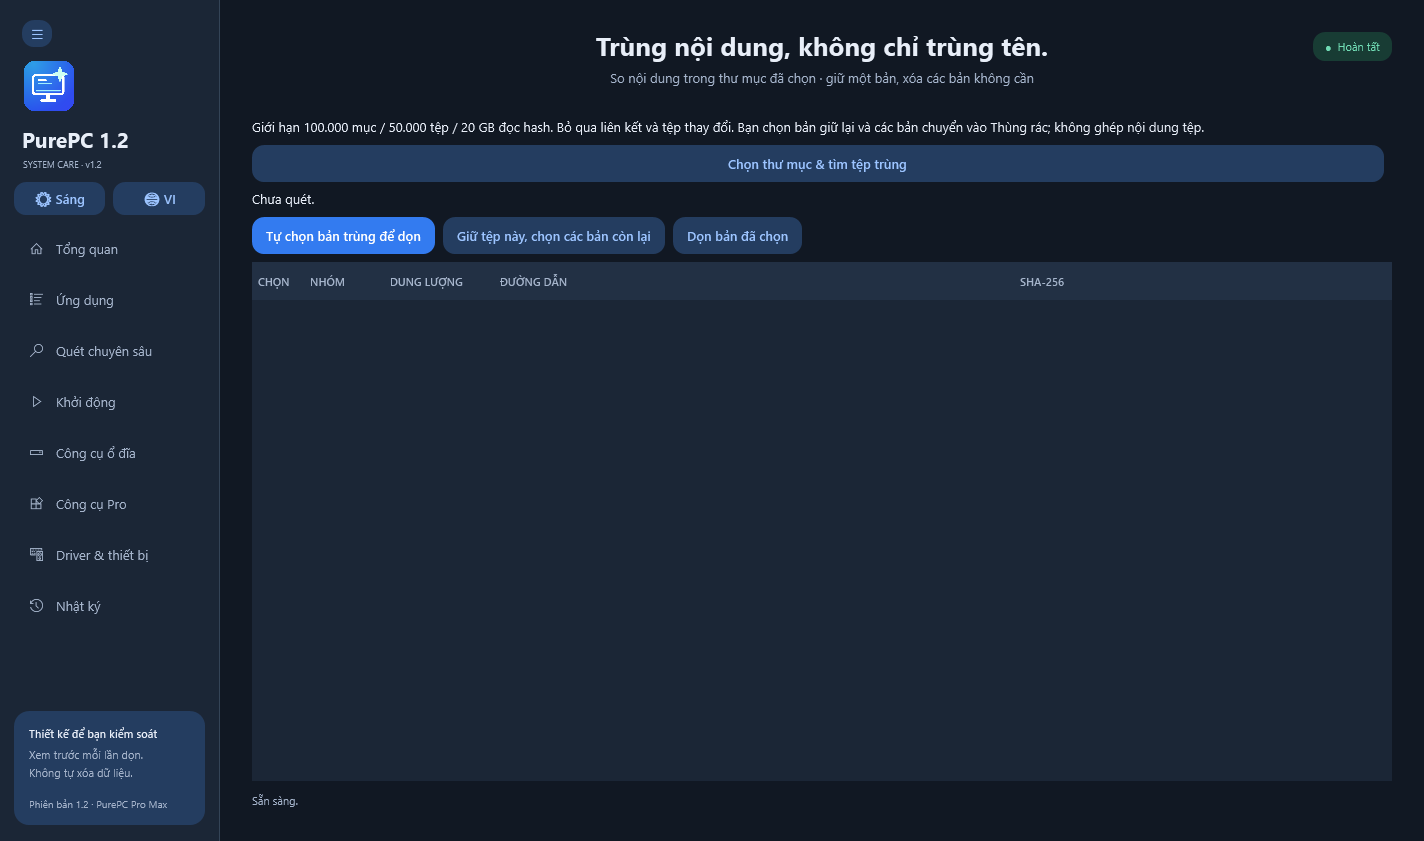 PurePC 1.2
SYSTEM CARE · v1.2
Sáng
VI
Tổng quan
Ứng dụng
Quét chuyên sâu
Khởi động
Công cụ ổ đĩa
Công cụ Pro
Driver & thiết bị
Nhật ký
Thiết kế để bạn kiểm soát
Xem trước mỗi lần dọn.
Không tự xóa dữ liệu.
Phiên bản 1.2 · PurePC Pro Max
Trùng nội dung, không chỉ trùng tên.
So nội dung trong thư mục đã chọn · giữ một bản, xóa các bản không cần
● Hoàn tất
Giới hạn 100.000 mục / 50.000 tệp / 20 GB đọc hash. Bỏ qua liên kết và tệp thay đổi. Bạn chọn bản giữ lại và các bản chuyển vào Thùng rác; không ghép nội dung tệp.
Chọn thư mục & tìm tệp trùng
Chưa quét.
Tự chọn bản trùng để dọn
Giữ tệp này, chọn các bản còn lại
Dọn bản đã chọn
CHỌN NHÓM DUNG LƯỢNG ĐƯỜNG DẪN SHA-256
Sẵn sàng.